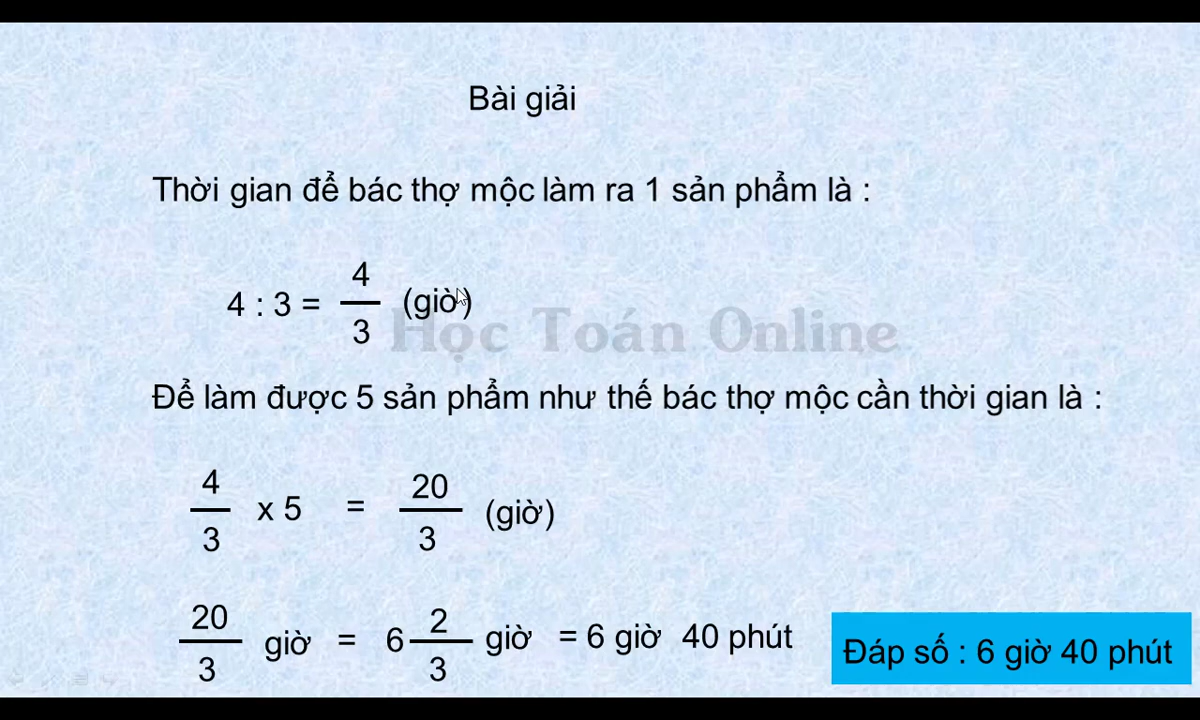 Bài giải
Thời gian để bác thợ mộc làm ra 1 sản phẩm là :
4 : 3 = 4/3 (giờ)
Học Toán Online
Để làm được 5 sản phẩm như thế bác thợ mộc cần thời gian là :
4/3 x 5 = 20/3 (giờ)
20/3 giờ = 6 2/3 giờ = 6 giờ 40 phút
Đáp số : 6 giờ 40 phút